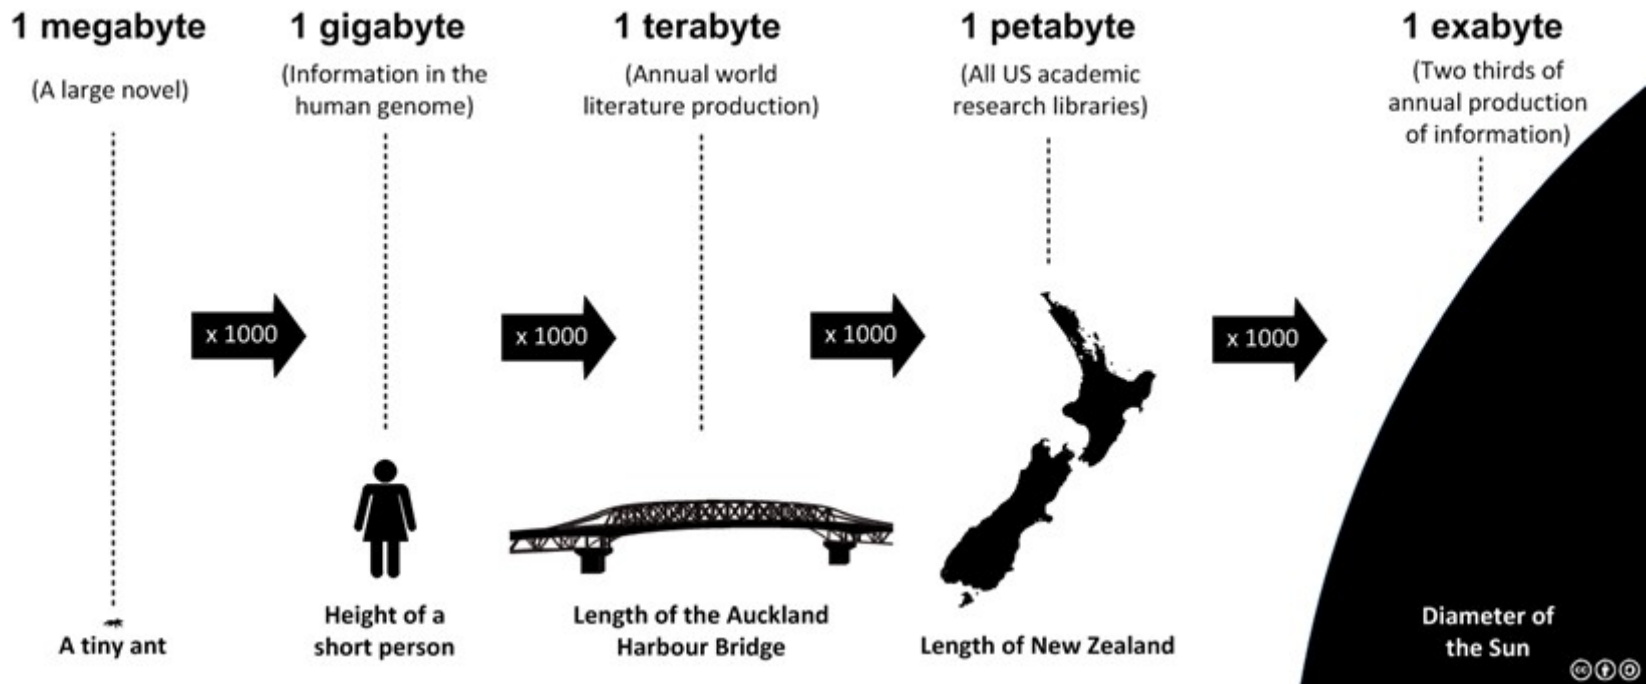 1 megabyte
(A large novel)
x 1000
A tiny ant
1 gigabyte
(Information in the
human genome)
x 1000
Height of a
short person
1 terabyte
(Annual world
literature production)
x 1000
Length of the Auckland
Harbour Bridge
1 petabyte
(All US academic
research libraries)
x 1000
Length of New Zealand
1 exabyte
(Two thirds of
annual production
of information)
Diameter of
the Sun
cc